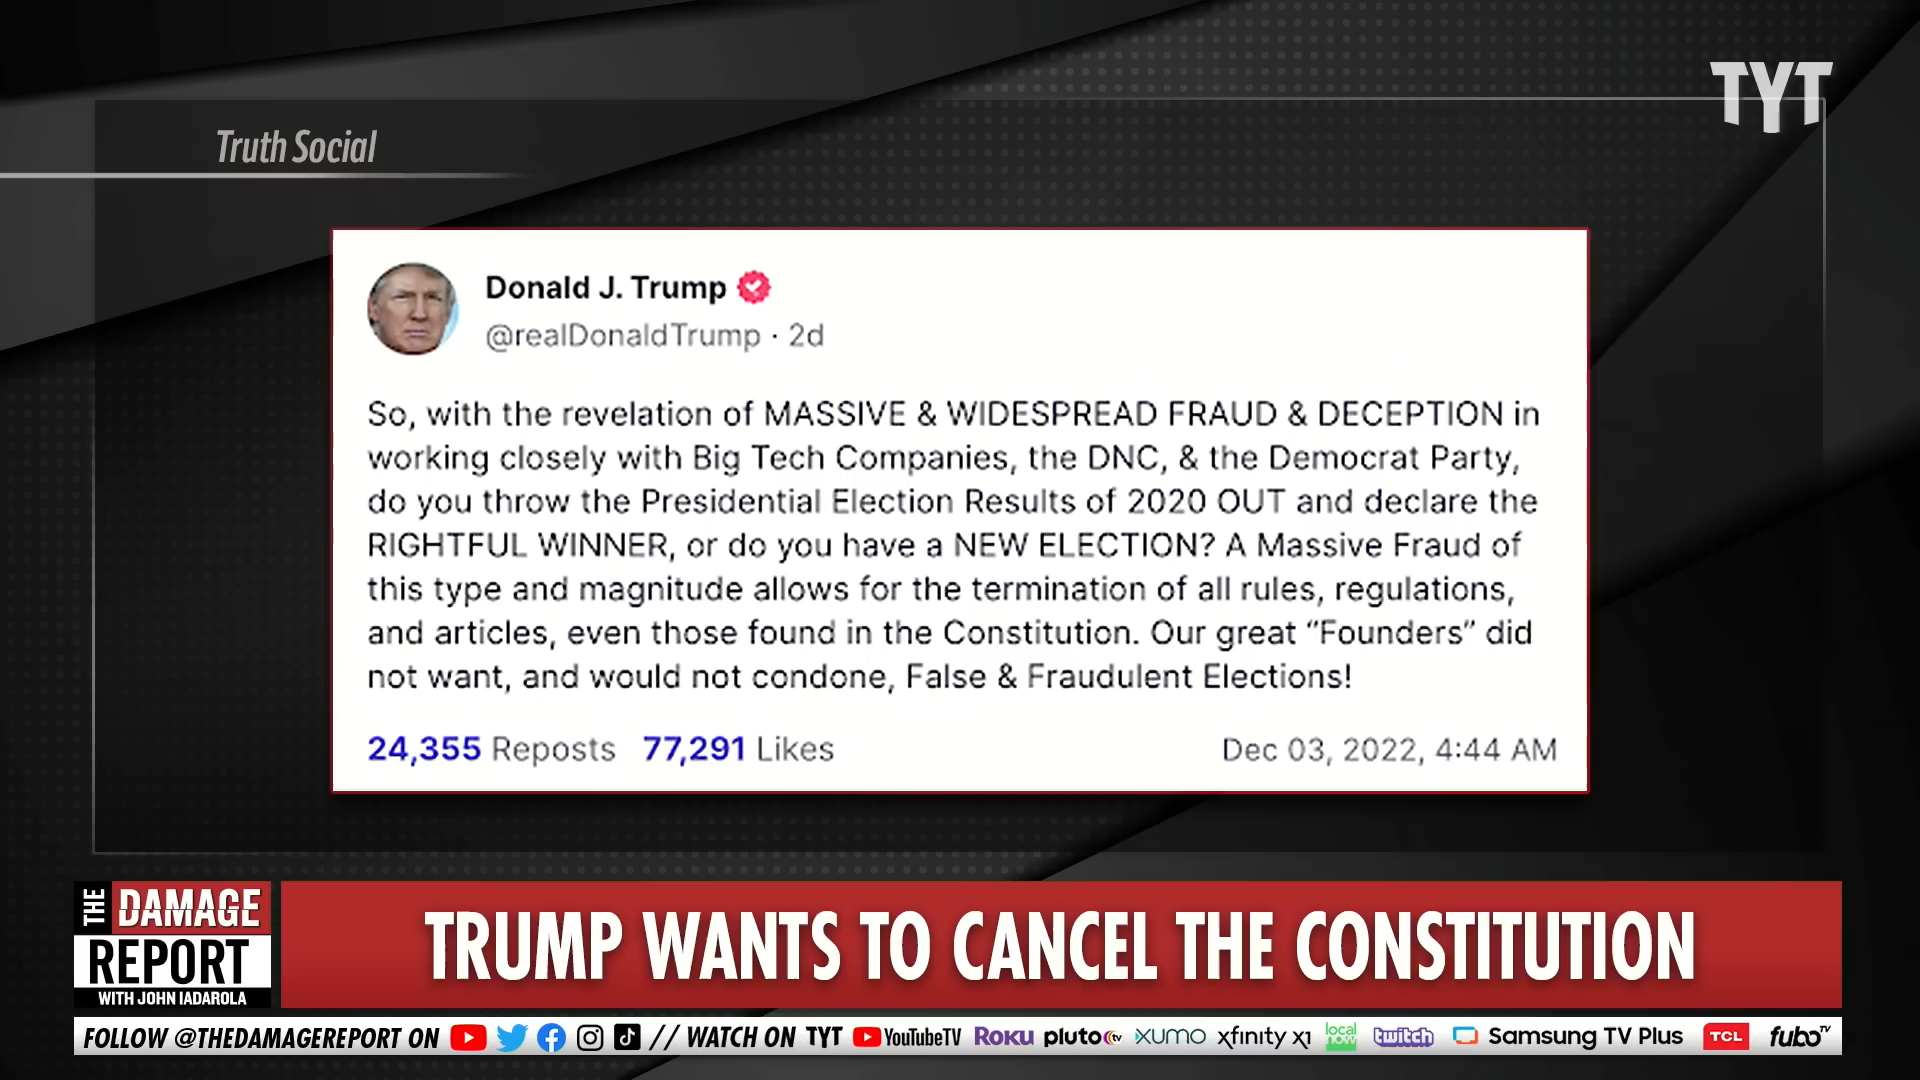 TYT
Truth Social
Donald J. Trump
@realDonaldTrump · 2d
So, with the revelation of MASSIVE & WIDESPREAD FRAUD & DECEPTION in
working closely with Big Tech Companies, the DNC, & the Democrat Party,
do you throw the Presidential Election Results of 2020 OUT and declare the
RIGHTFUL WINNER, or do you have a NEW ELECTION? A Massive Fraud of
this type and magnitude allows for the termination of all rules, regulations,
and articles, even those found in the Constitution. Our great “Founders” did
not want, and would not condone, False & Fraudulent Elections!
24,355 Reposts 77,291 Likes Dec 03, 2022, 4:44 AM
THE DAMAGE
REPORT
WITH JOHN IADAROLA
TRUMP WANTS TO CANCEL THE CONSTITUTION
FOLLOW @THEDAMAGEREPORT ON // WATCH ON TYT YouTubeTV ROKU pluto tv XUMO xfinity x1 local now twitch Samsung TV Plus TCL fubo TV